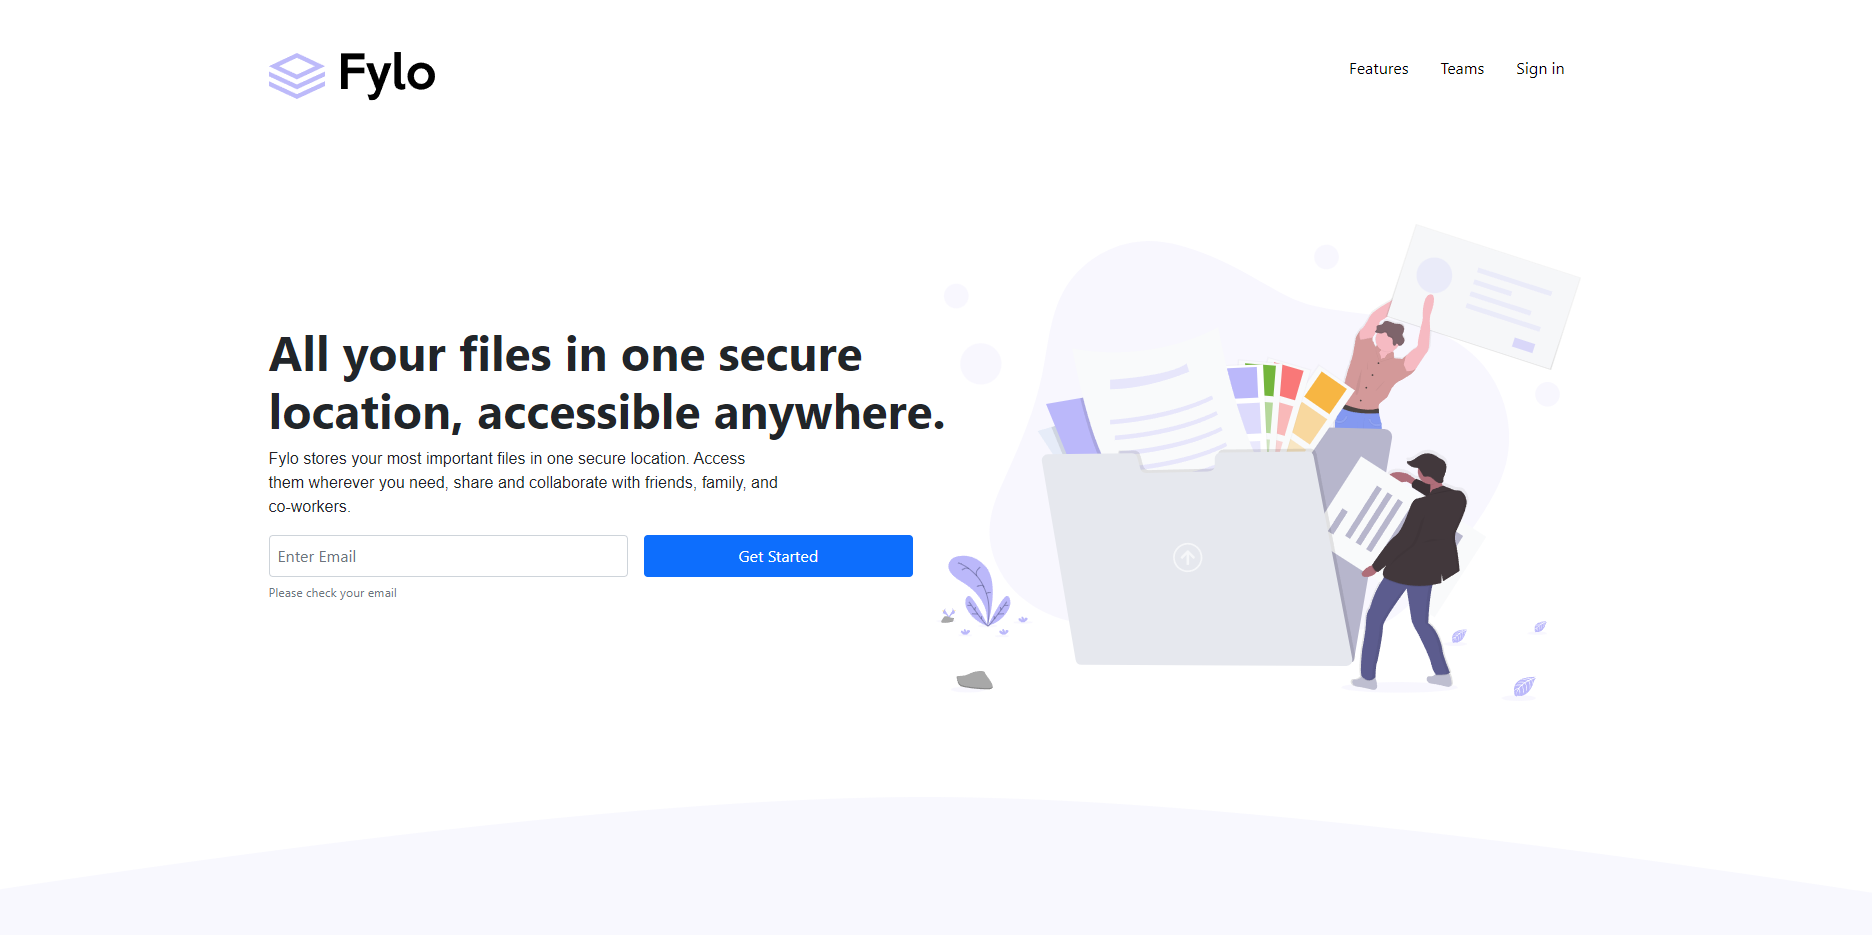 Fylo
Features Teams Sign in
All your files in one secure
location, accessible anywhere.
Fylo stores your most important files in one secure location. Access
them wherever you need, share and collaborate with friends, family, and
co-workers.
Enter Email
Get Started
Please check your email